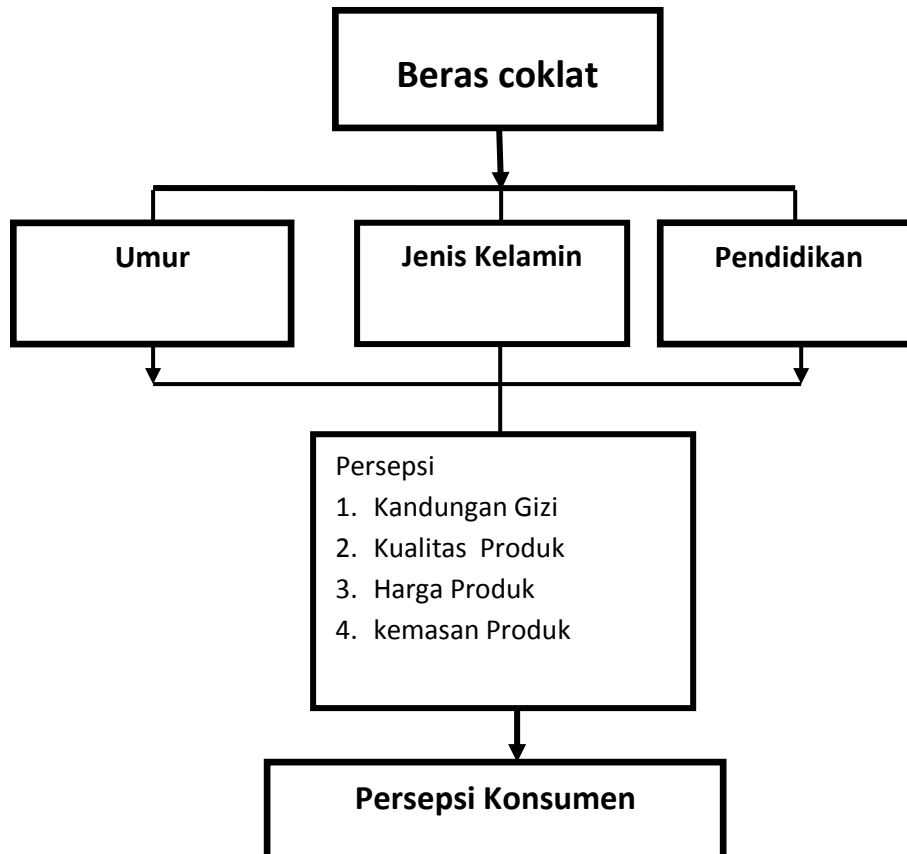 Beras coklat
Umur
Jenis Kelamin
Pendidikan
Persepsi
1. Kandungan Gizi
2. Kualitas Produk
3. Harga Produk
4. kemasan Produk
Persepsi Konsumen